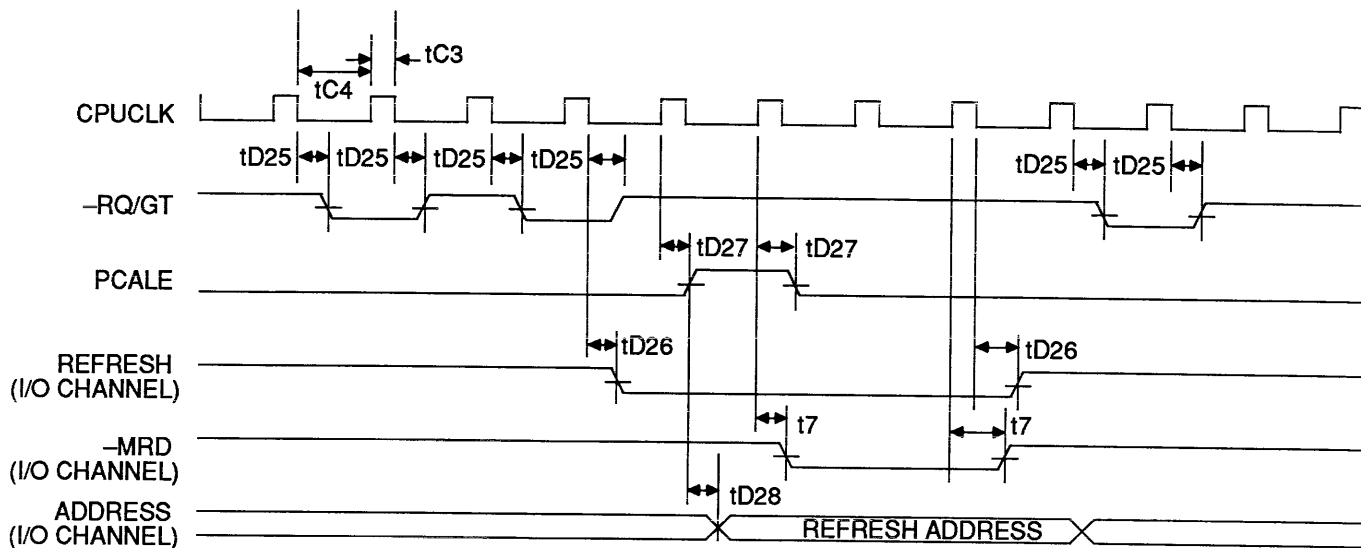 tC3
tC4
CPUCLK
tD25 tD25 tD25 tD25 tD25 tD25
–RQ/GT
tD27 tD27
PCALE
tD26 tD26
REFRESH
(I/O CHANNEL)
t7 t7
–MRD
(I/O CHANNEL)
tD28
ADDRESS
(I/O CHANNEL)
REFRESH ADDRESS